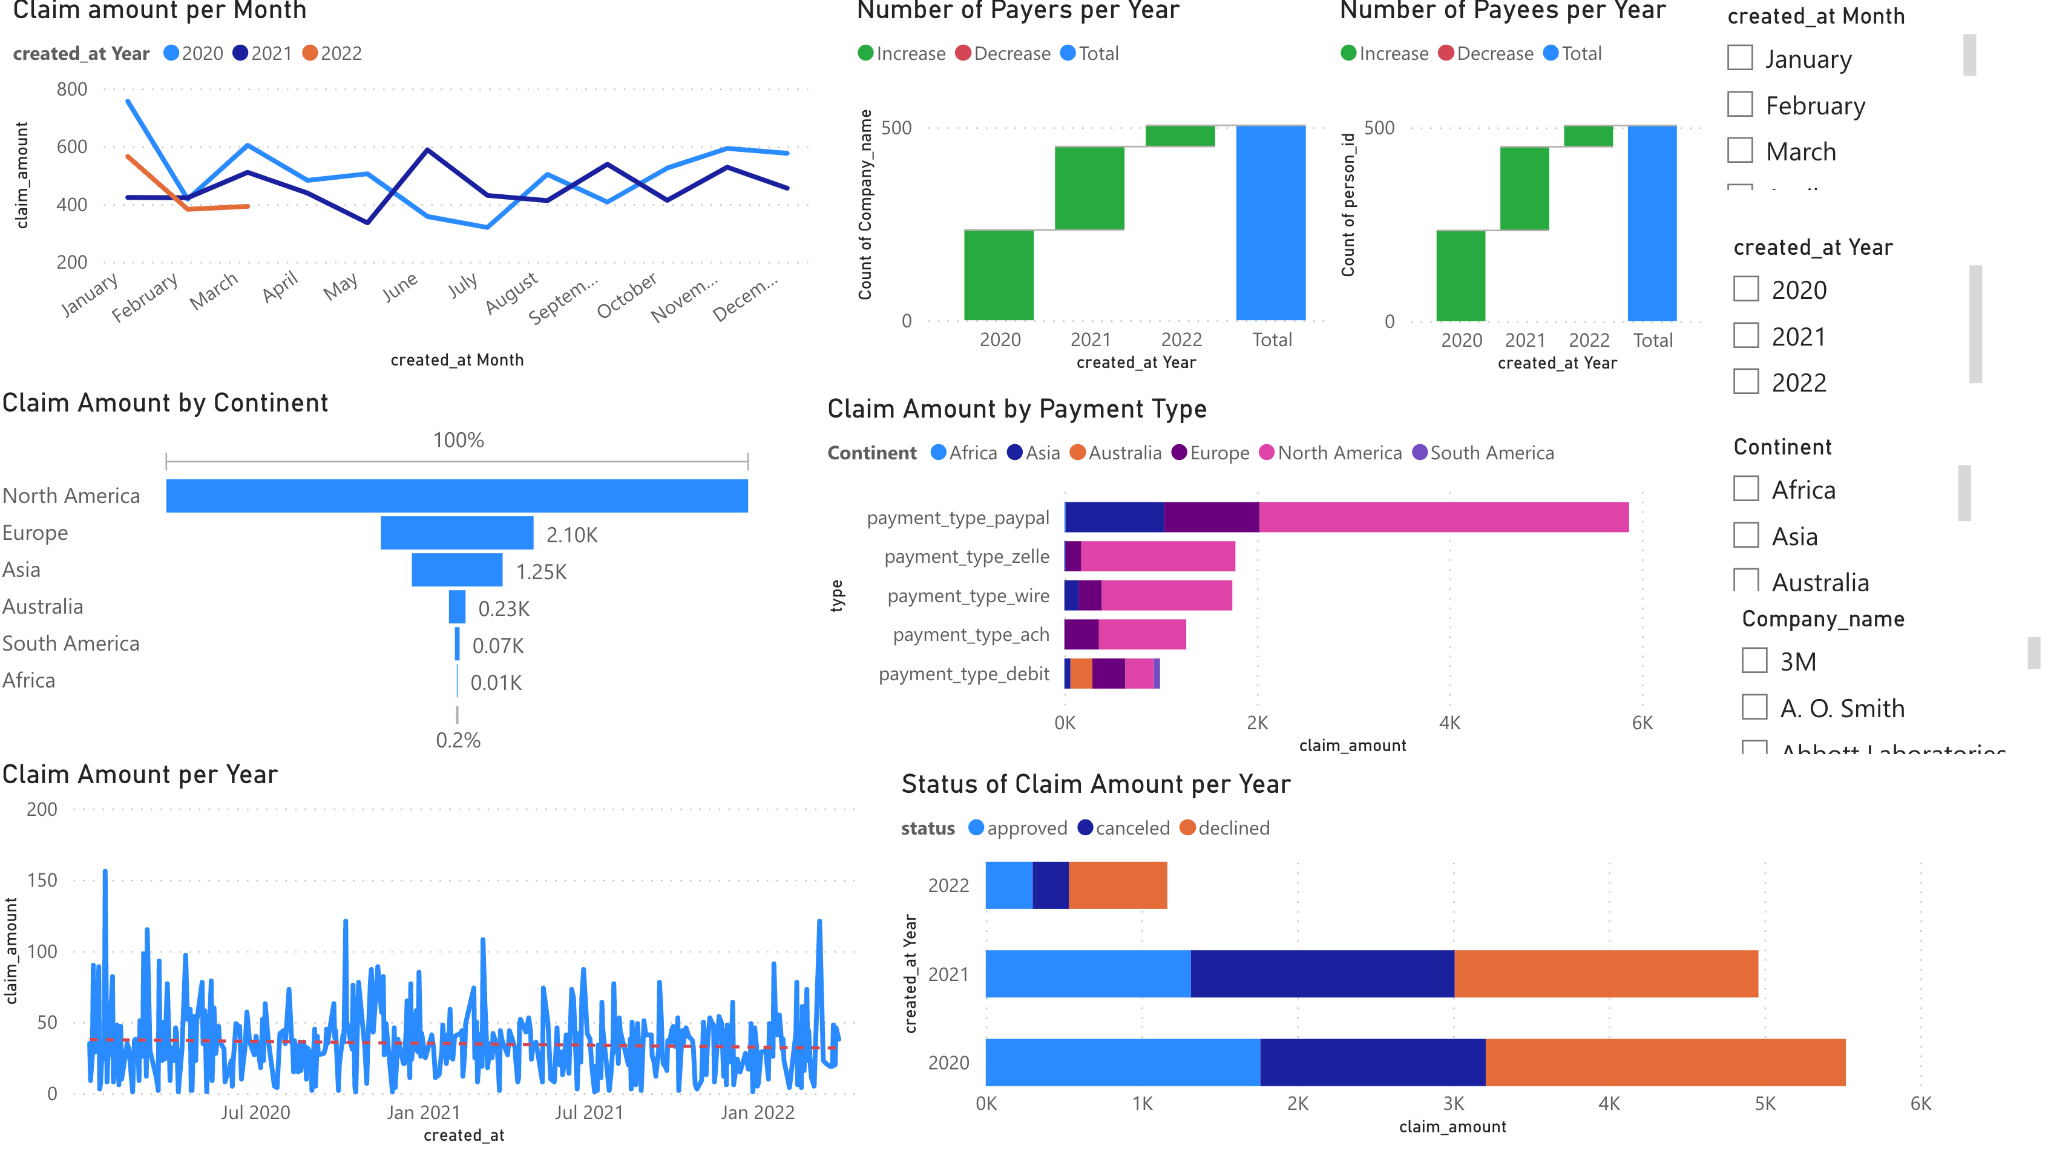 Claim amount per Month
created_at Year 2020 2021 2022
800
600
400
200
claim_amount
January February March April May June July August Septem... October Novem... Decem...
created_at Month
Number of Payers per Year
Increase Decrease Total
500
0
Count of Company_name
2020 2021 2022 Total
created_at Year
Number of Payees per Year
Increase Decrease Total
500
0
Count of person_id
2020 2021 2022 Total
created_at Year
created_at Month
January
February
March
created_at Year
2020
2021
2022
Continent
Africa
Asia
Australia
Company_name
3M
A. O. Smith
Abbott Laboratories
Claim Amount by Continent
100%
North America
Europe 2.10K
Asia 1.25K
Australia 0.23K
South America 0.07K
Africa 0.01K
0.2%
Claim Amount by Payment Type
Continent Africa Asia Australia Europe North America South America
type
payment_type_paypal
payment_type_zelle
payment_type_wire
payment_type_ach
payment_type_debit
0K 2K 4K 6K
claim_amount
Claim Amount per Year
200
150
100
50
0
claim_amount
Jul 2020 Jan 2021 Jul 2021 Jan 2022
created_at
Status of Claim Amount per Year
status approved canceled declined
created_at Year
2022
2021
2020
0K 1K 2K 3K 4K 5K 6K
claim_amount